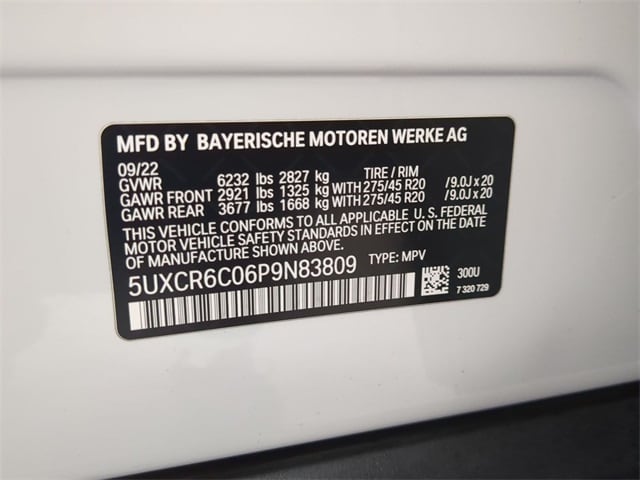 MFD BY BAYERISCHE MOTOREN WERKE AG
09/22
GVWR 6232 lbs 2827 kg TIRE / RIM
GAWR FRONT 2921 lbs 1325 kg WITH 275/45 R20 /9.0J x 20
GAWR REAR 3677 lbs 1668 kg WITH 275/45 R20 /9.0J x 20
THIS VEHICLE CONFORMS TO ALL APPLICABLE U. S. FEDERAL
MOTOR VEHICLE SAFETY STANDARDS IN EFFECT ON THE DATE
OF MANUFACTURE SHOWN ABOVE.
5UXCR6C06P9N83809 TYPE: MPV
300U
7 320 729